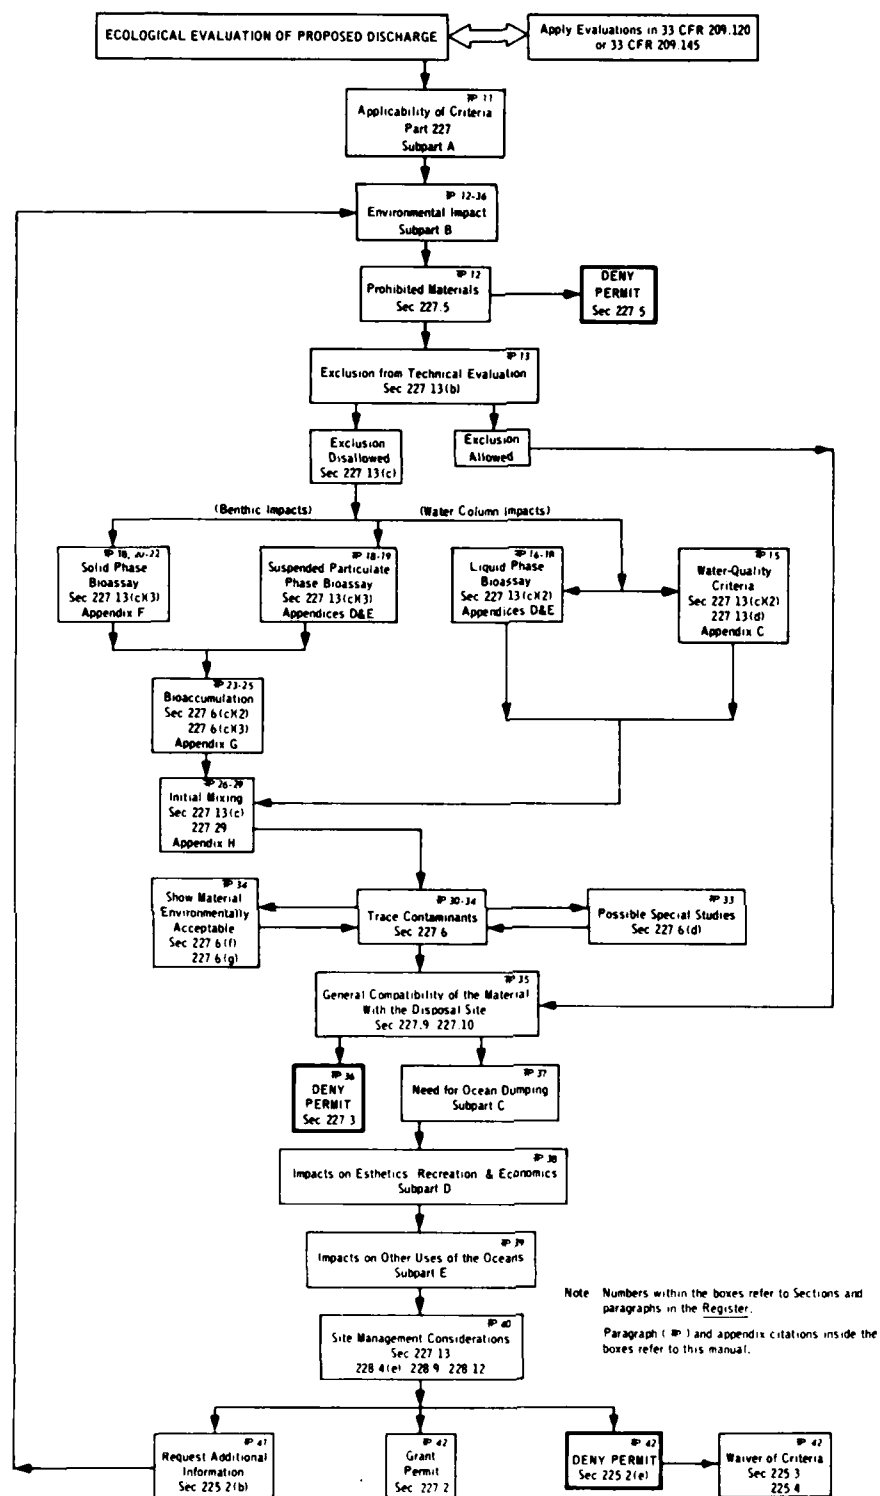 ECOLOGICAL EVALUATION OF PROPOSED DISCHARGE
Apply Evaluations in 33 CFR 209.120
or 33 CFR 209.145
¶P 11
Applicability of Criteria
Part 227
Subpart A
¶P 12-36
Environmental Impact
Subpart B
¶P 12
Prohibited Materials
Sec 227.5
DENY
PERMIT
Sec 227 5
¶P 13
Exclusion from Technical Evaluation
Sec 227 13(b)
Exclusion
Disallowed
Sec 227 13(c)
Exclusion
Allowed
(Benthic Impacts)
(Water Column Impacts)
¶P 18, 20-22
Solid Phase
Bioassay
Sec 227 13(c)(3)
Appendix F
¶P 18-19
Suspended Particulate
Phase Bioassay
Sec 227 13(c)(3)
Appendices D&E
¶P 16-18
Liquid Phase
Bioassay
Sec 227 13(c)(2)
Appendices D&E
¶P 15
Water-Quality
Criteria
Sec 227 13(c)(2)
227 13(d)
Appendix C
¶P 23-25
Bioaccumulation
Sec 227 6(c)(2)
227 6(c)(3)
Appendix G
¶P 26-29
Initial Mixing
Sec 227 13(c)
227 29
Appendix H
¶P 34
Show Material
Environmentally
Acceptable
Sec 227 6(f)
227 6(g)
¶P 30-34
Trace Contaminants
Sec 227 6
¶P 33
Possible Special Studies
Sec 227 6(d)
¶P 35
General Compatibility of the Material
With the Disposal Site
Sec 227.9 227.10
¶P 36
DENY
PERMIT
Sec 227 3
¶P 37
Need for Ocean Dumping
Subpart C
¶P 38
Impacts on Esthetics Recreation & Economics
Subpart D
¶P 39
Impacts on Other Uses of the Oceans
Subpart E
¶P 40
Site Management Considerations
Sec 227 13
228 4(e) 228 9 228 12
Note Numbers within the boxes refer to Sections and
paragraphs in the Register.
Paragraph (¶P) and appendix citations inside the
boxes refer to this manual.
¶P 41
Request Additional
Information
Sec 225 2(b)
¶P 42
Grant
Permit
Sec 227 2
¶P 42
DENY PERMIT
Sec 225 2(e)
¶P 42
Waiver of Criteria
Sec 225 3
225 4